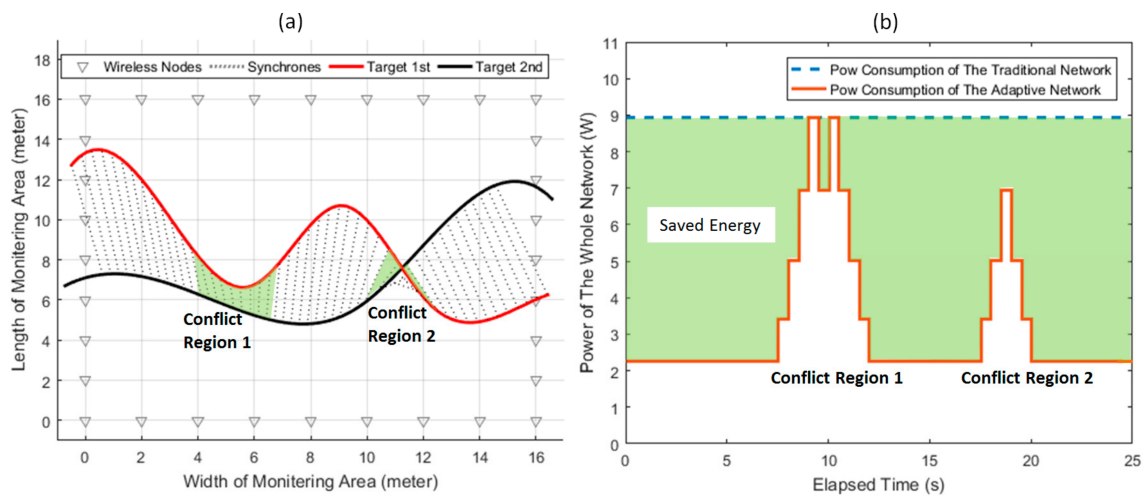 (a)
Length of Monitering Area (meter)
18
16
14
12
10
8
6
4
2
0
Wireless Nodes
Synchrones
Target 1st
Target 2nd
Conflict
Region 1
Conflict
Region 2
0 2 4 6 8 10 12 14 16
Width of Monitering Area (meter)
(b)
Power of The Whole Network (W)
11
10
9
8
7
6
5
4
3
2
1
0
Pow Consumption of The Traditional Network
Pow Consumption of The Adaptive Network
Saved Energy
Conflict Region 1
Conflict Region 2
0 5 10 15 20 25
Elapsed Time (s)